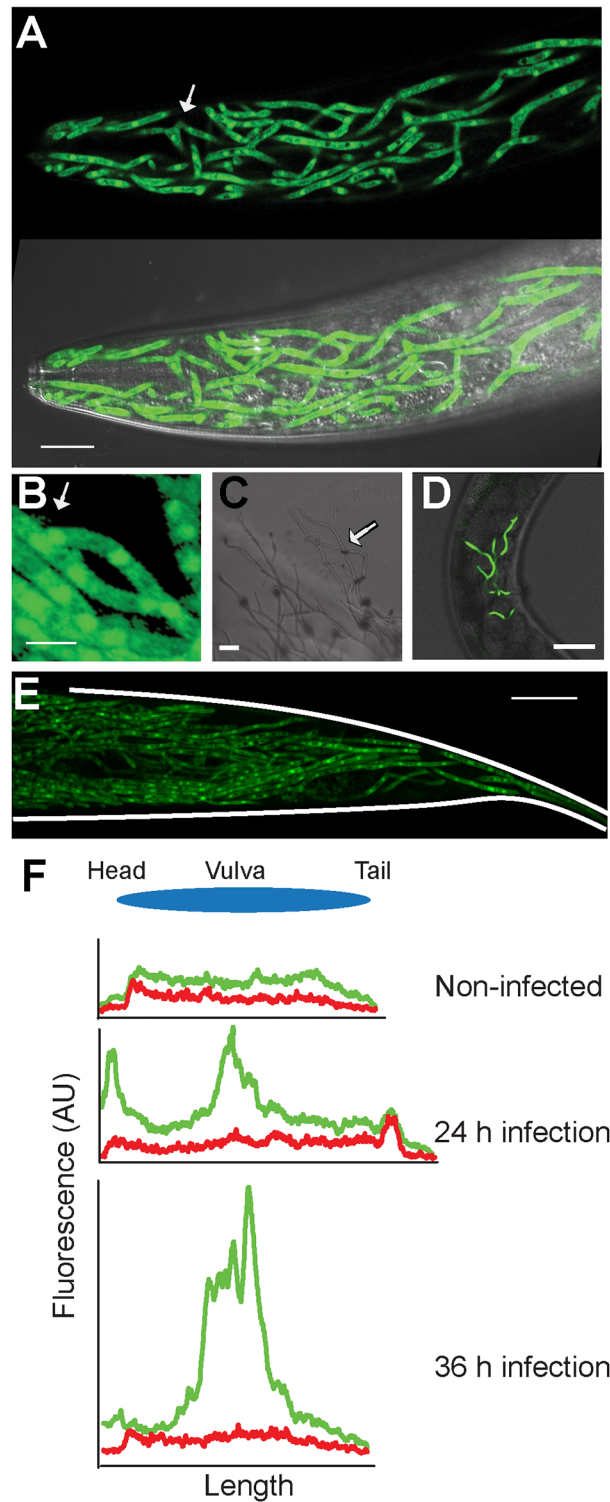 A
B
C
D
E
F
Head Vulva Tail
Non-infected
24 h infection
36 h infection
Fluorescence (AU)
Length